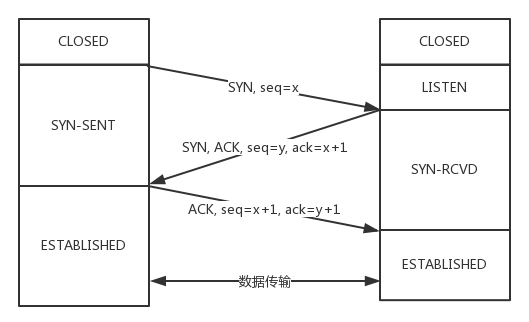 CLOSED
CLOSED
SYN, seq=x
LISTEN
SYN-SENT
SYN, ACK, seq=y, ack=x+1
SYN-RCVD
ACK, seq=x+1, ack=y+1
ESTABLISHED
ESTABLISHED
数据传输